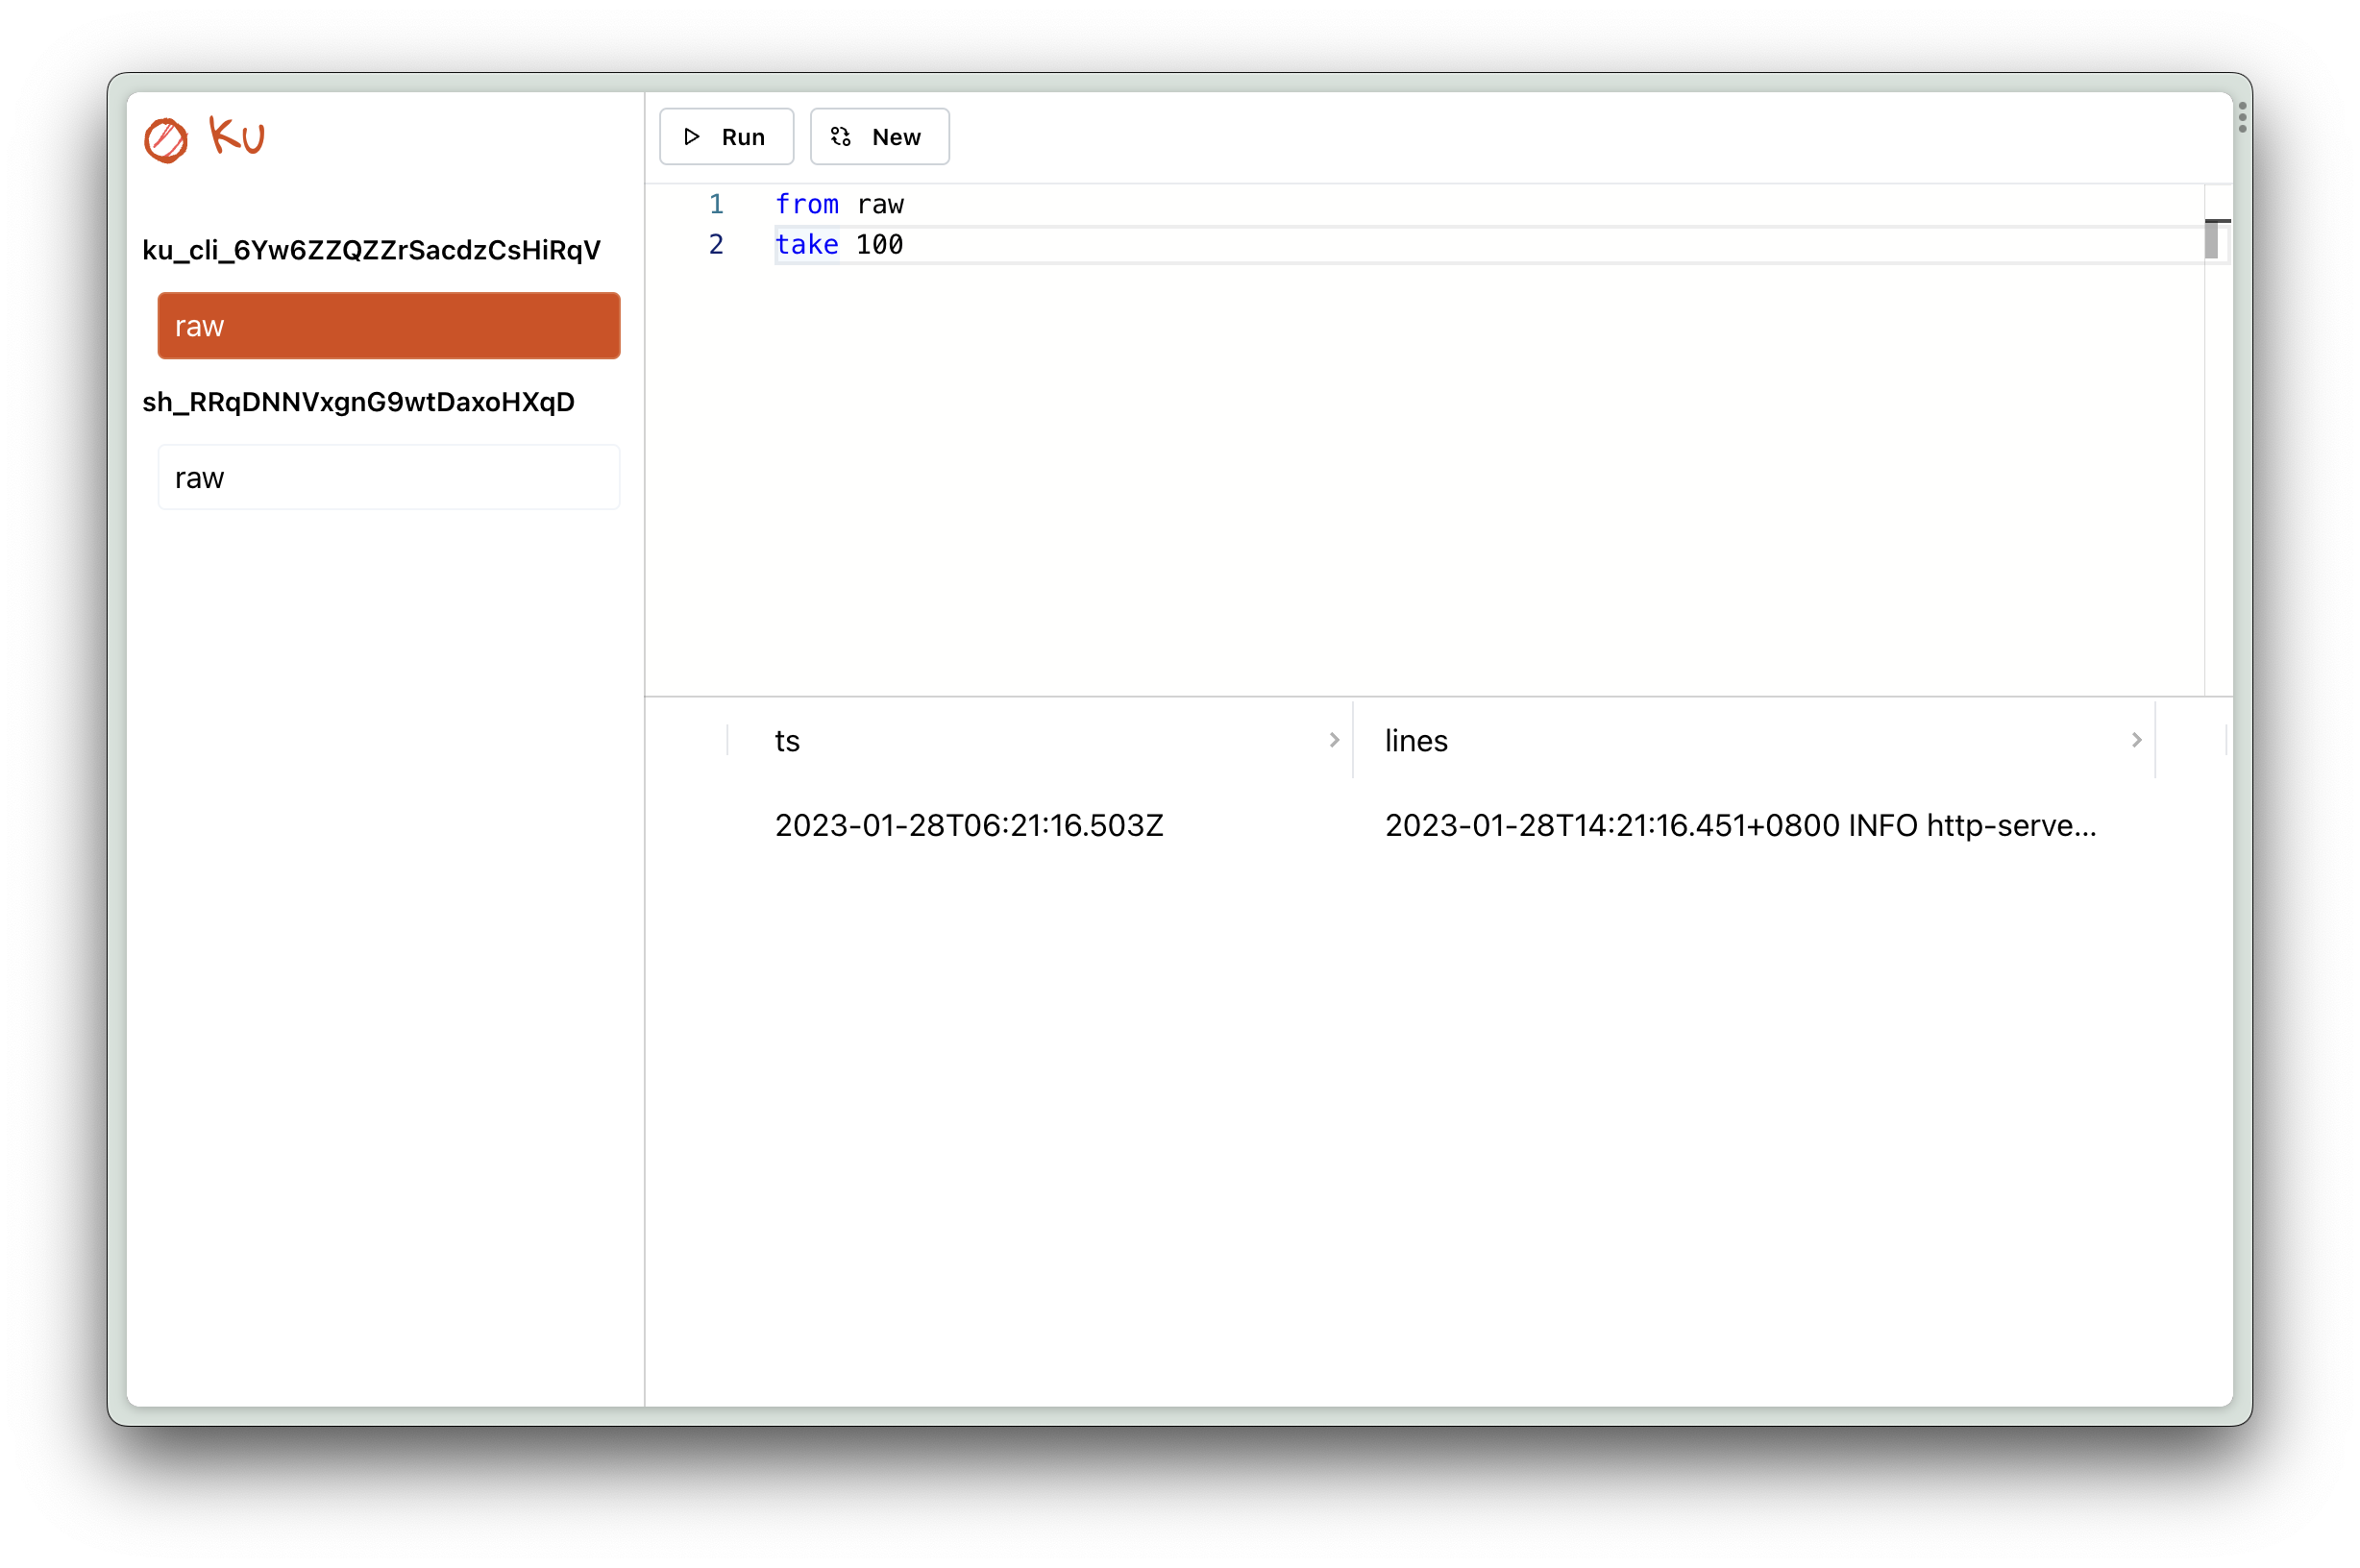 Ku
ku_cli_6Yw6ZZQZZrSacdzCsHiRqV
raw
sh_RRqDNNVxgnG9wtDaxoHXqD
raw
Run New
1 from raw
2 take 100
ts lines
2023-01-28T06:21:16.503Z 2023-01-28T14:21:16.451+0800 INFO http-serve...